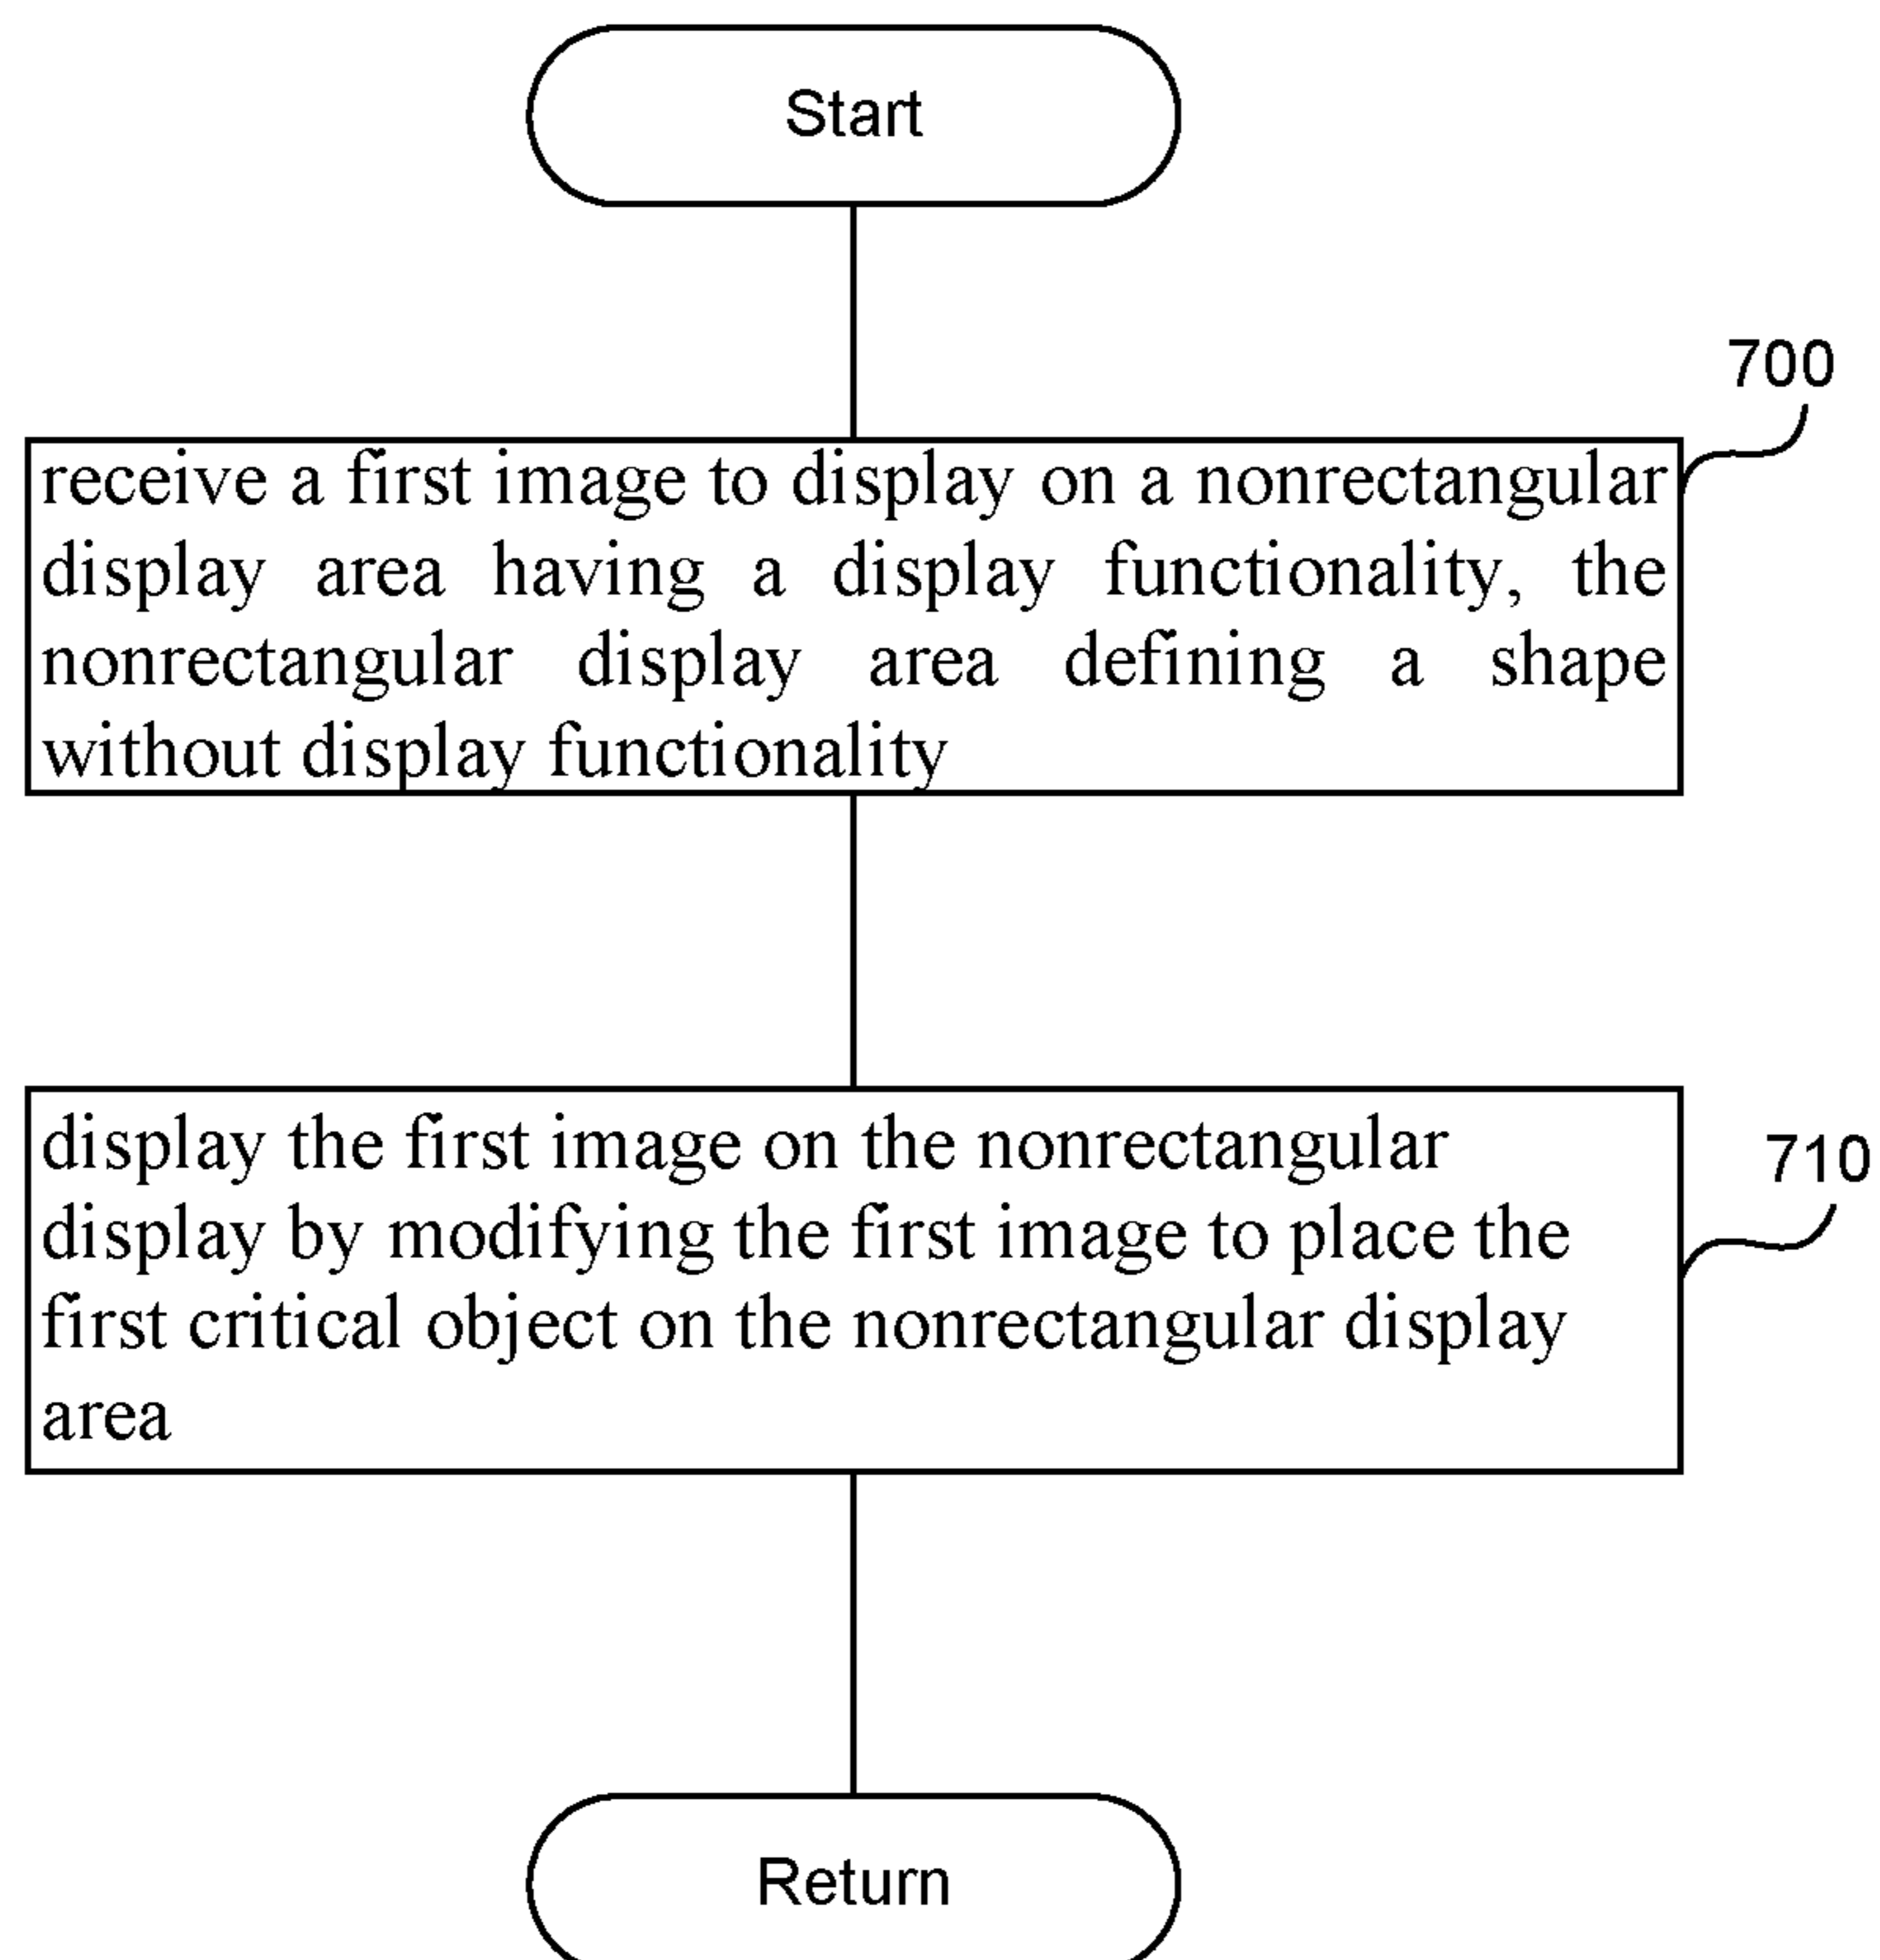 Start
700
receive a first image to display on a nonrectangular
display area having a display functionality, the
nonrectangular display area defining a shape
without display functionality
display the first image on the nonrectangular
710
display by modifying the first image to place the
first critical object on the nonrectangular display
area
Return